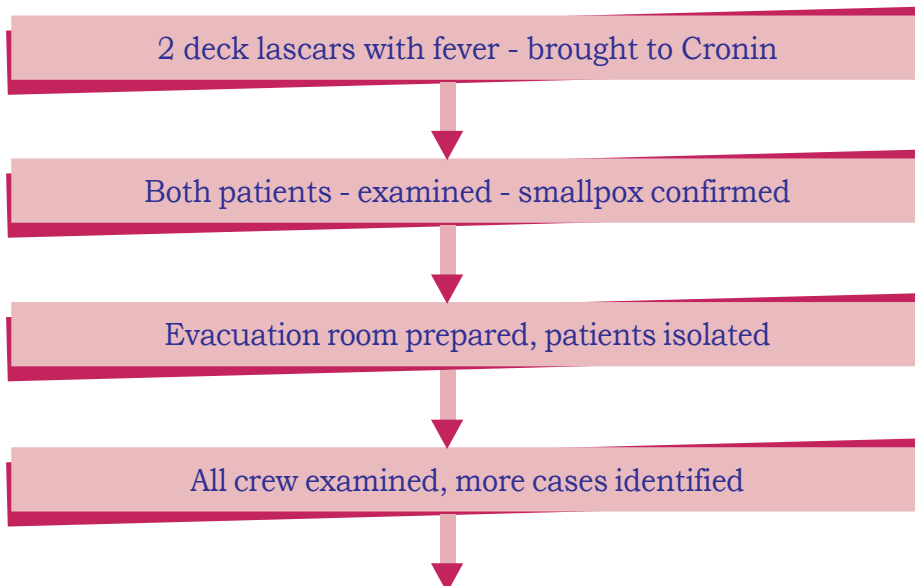 2 deck lascars with fever - brought to Cronin
Both patients - examined - smallpox confirmed
Evacuation room prepared, patients isolated
All crew examined, more cases identified